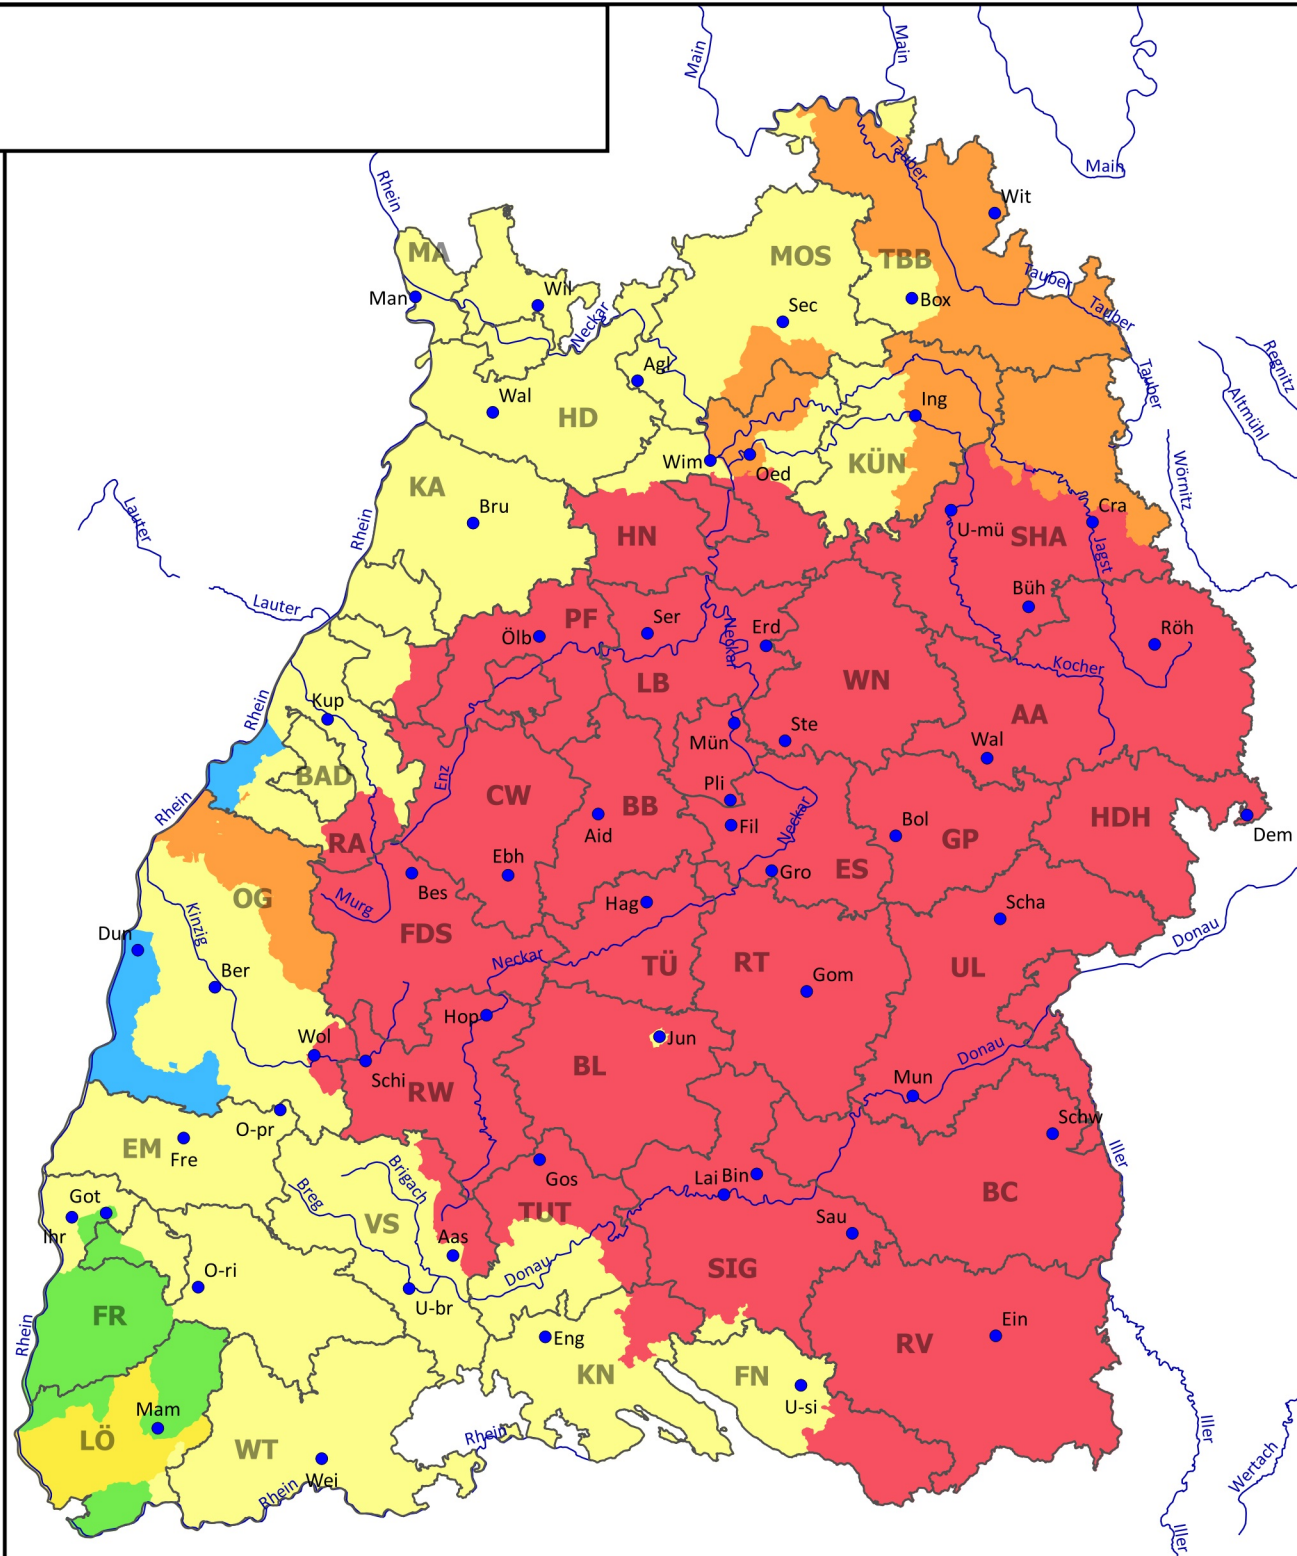 Main
Main
Main
Rhein
Tauber
Wit
MA
MOS
TBB
Tauber
Man
Wil
Neckar
Sec
Box
Tauber
Regnitz
Agl
Tauber
Wal
HD
Ing
Altmühl
Wim
Oed
KÜN
Wörnitz
KA
Bru
Lauter
Rhein
HN
U-mü
SHA
Cra
Jagst
Lauter
Büh
PF
Ser
Ölb
Neckar
Erd
Röh
Kocher
LB
WN
Rhein
Kup
AA
Mün
Ste
Wal
BAD
Enz
CW
Pli
BB
Rhein
Neckar
Fil
Aid
Bol
GP
HDH
Dem
RA
Ebh
Bes
Gro
ES
OG
Murg
Hag
Scha
Kinzig
Dun
FDS
Neckar
Donau
TÜ
RT
UL
Ber
Gom
Hop
Wol
Jun
Donau
Schi
BL
Mun
RW
O-pr
Schw
EM
Fre
Iller
Brigach
Breg
Gos
Lai
Bin
BC
Got
Ihr
VS
TUT
Sau
Aas
O-ri
Donau
SIG
U-br
FR
Rhein
Eng
Ein
RV
KN
FN
U-si
Mam
LÖ
WT
Rhein
Iller
Wei
Rhein
Wertach
Iller